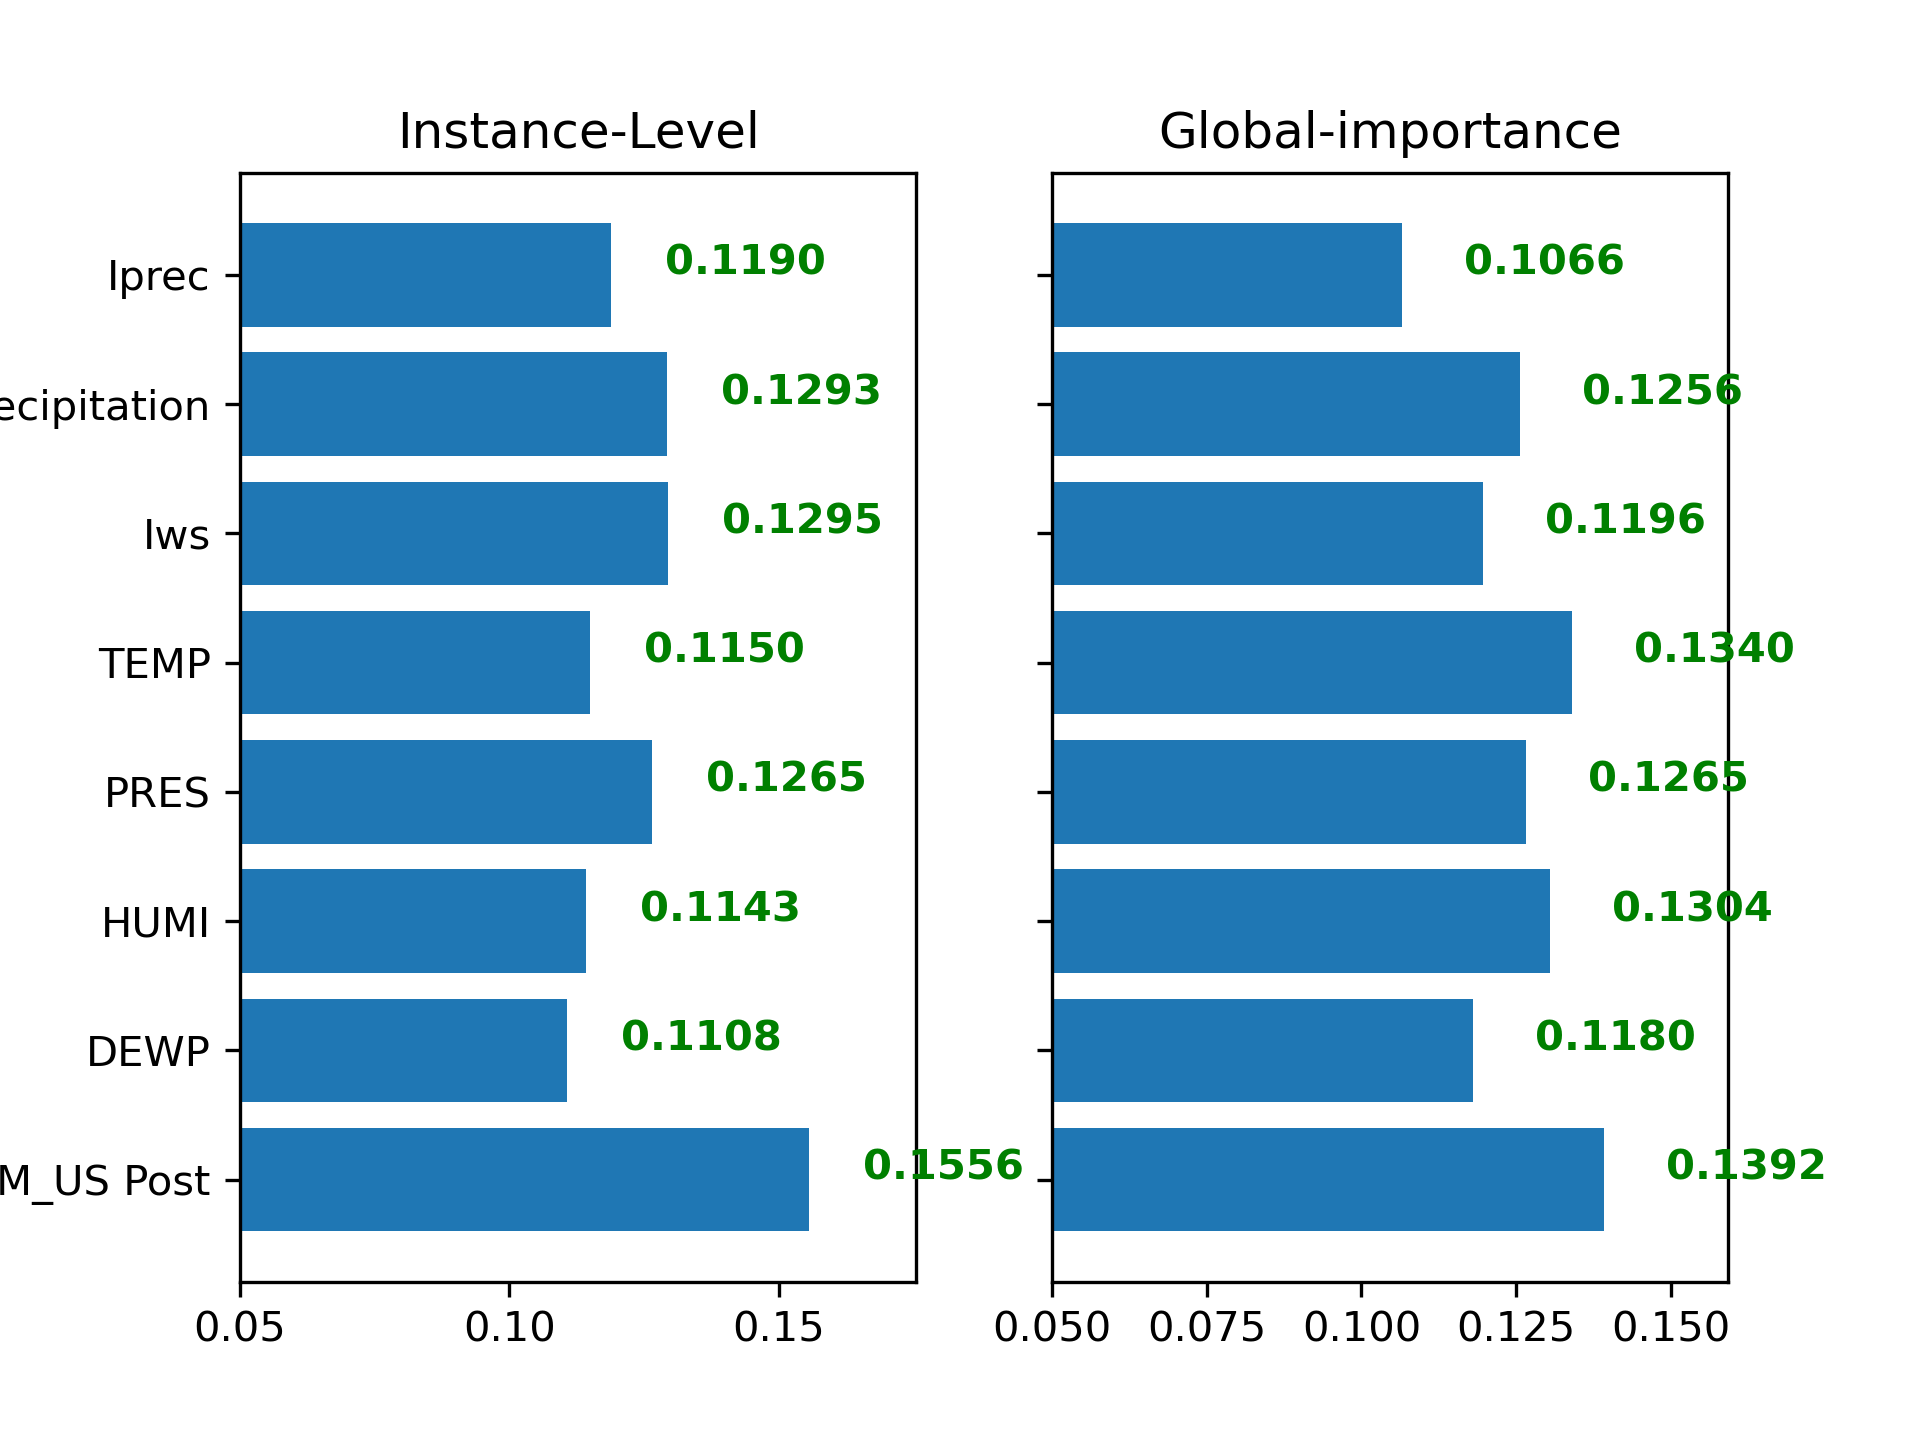 Instance-Level
Iprec
ecipitation
Iws
TEMP
PRES
HUMI
DEWP
M_US Post
0.1190
0.1293
0.1295
0.1150
0.1265
0.1143
0.1108
0.1556
0.05 0.10 0.15
Global-importance
0.1066
0.1256
0.1196
0.1340
0.1265
0.1304
0.1180
0.1392
0.050 0.075 0.100 0.125 0.150